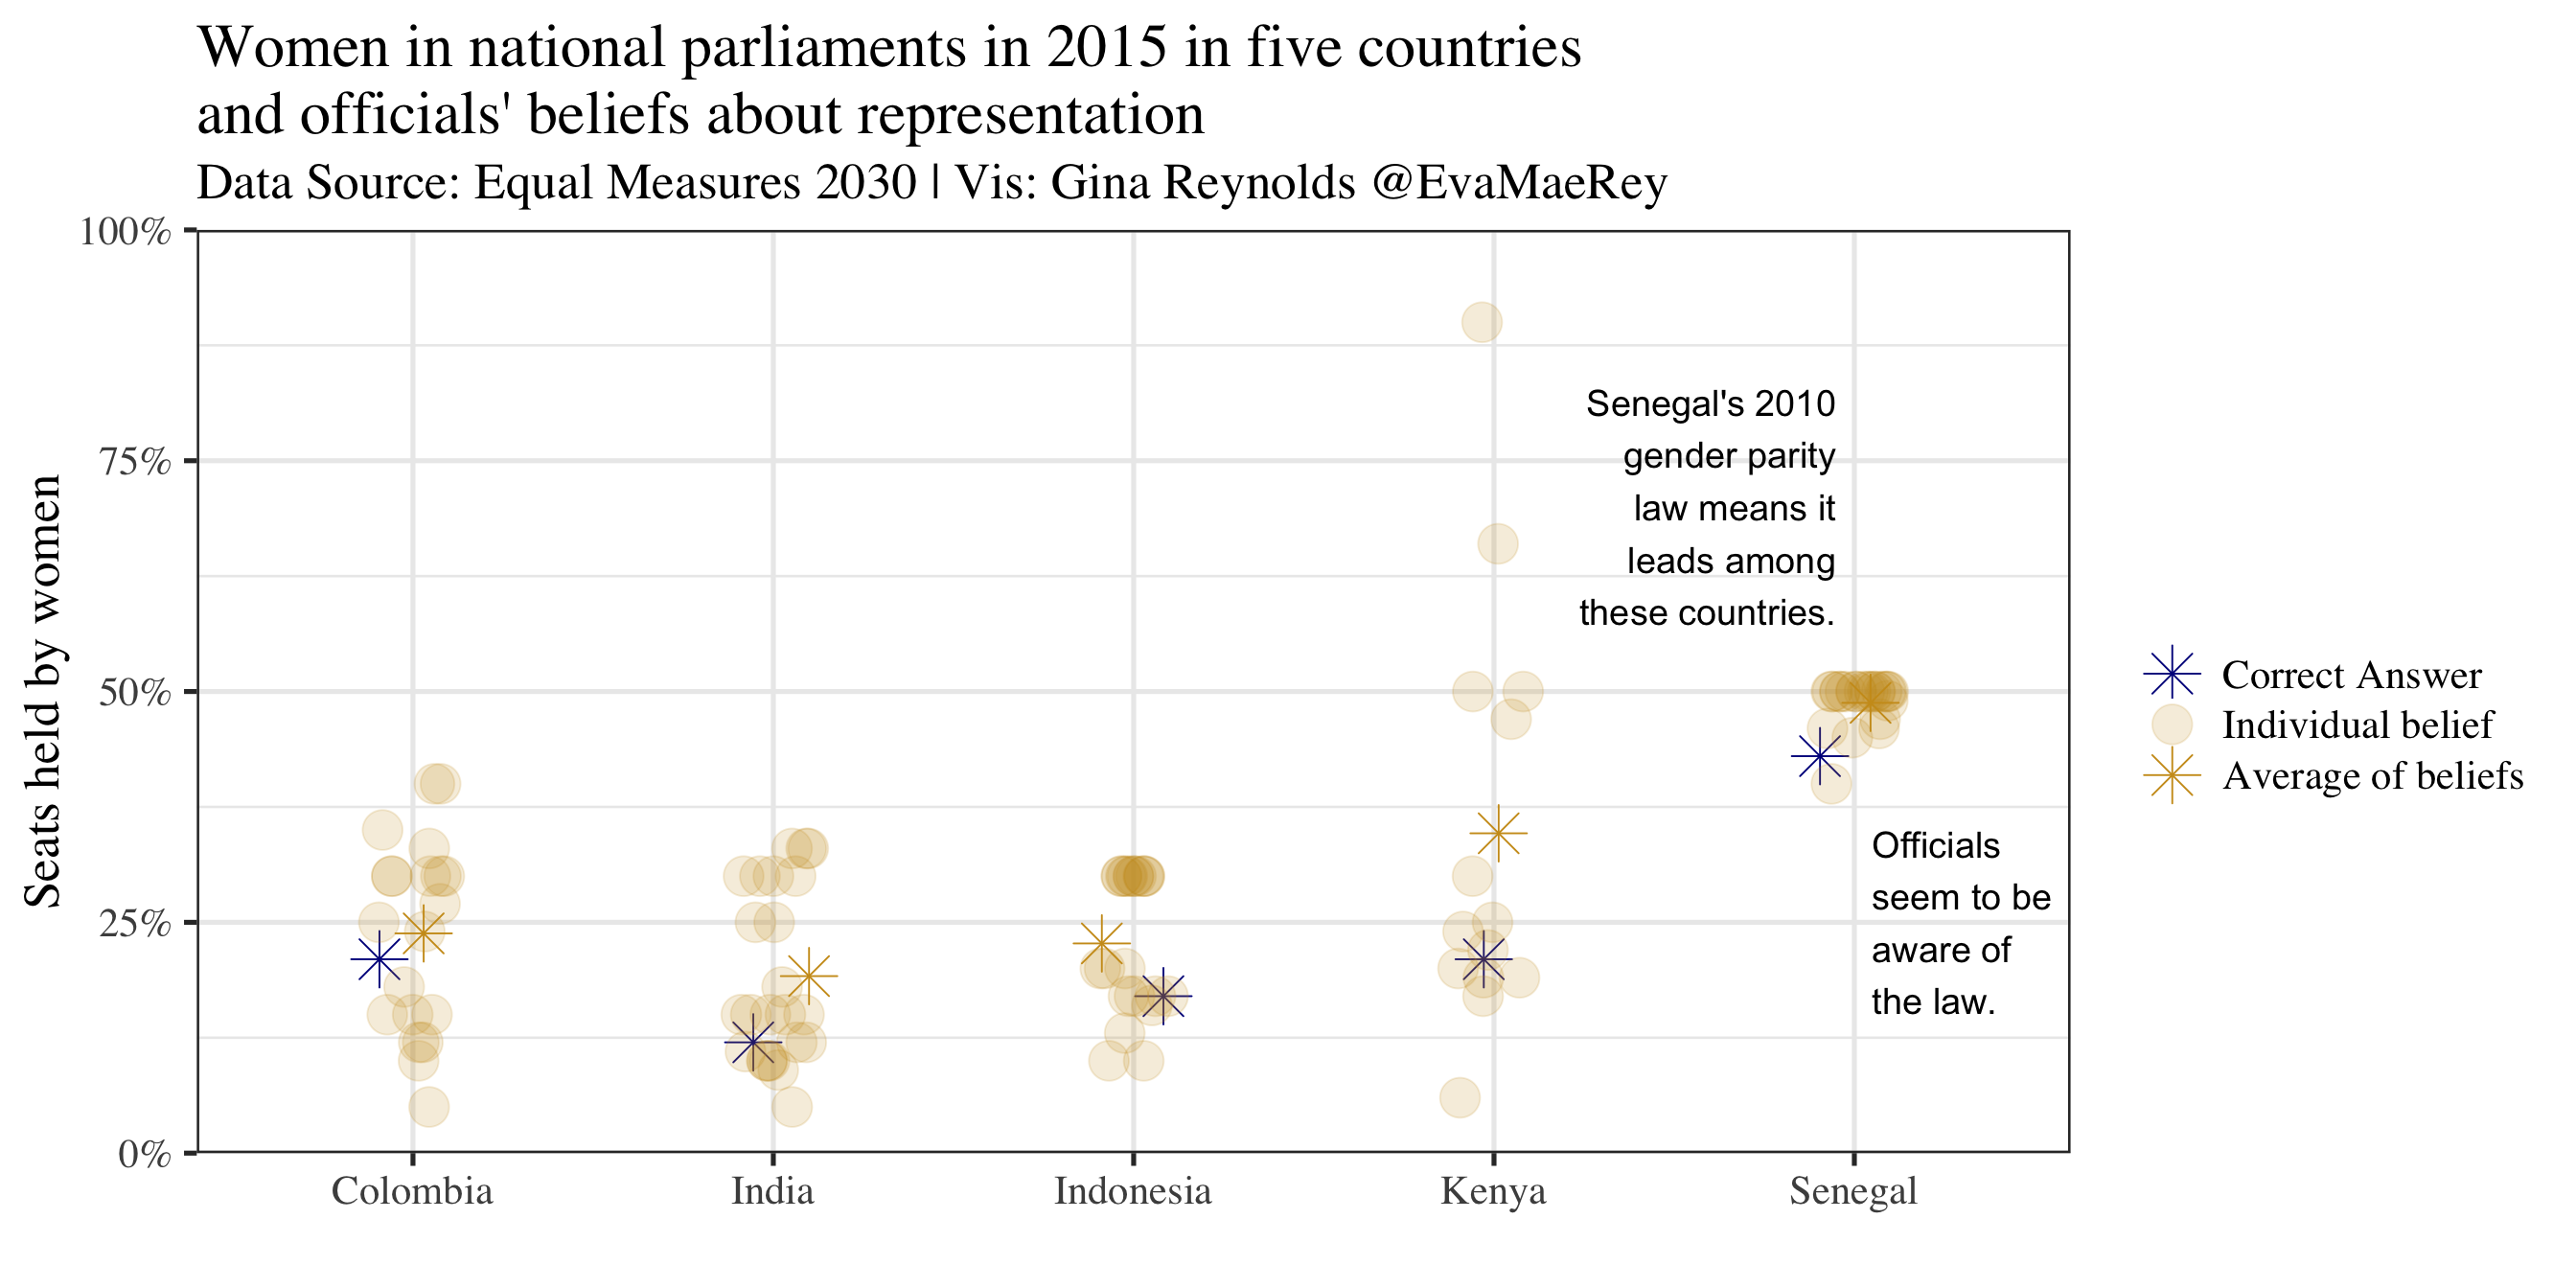 Women in national parliaments in 2015 in five countries
and officials' beliefs about representation
Data Source: Equal Measures 2030 | Vis: Gina Reynolds @EvaMaeRey
Seats held by women
100%
75%
50%
25%
0%
Senegal's 2010
gender parity
law means it
leads among
these countries.
Officials
seem to be
aware of
the law.
Colombia
India
Indonesia
Kenya
Senegal
Correct Answer
Individual belief
Average of beliefs